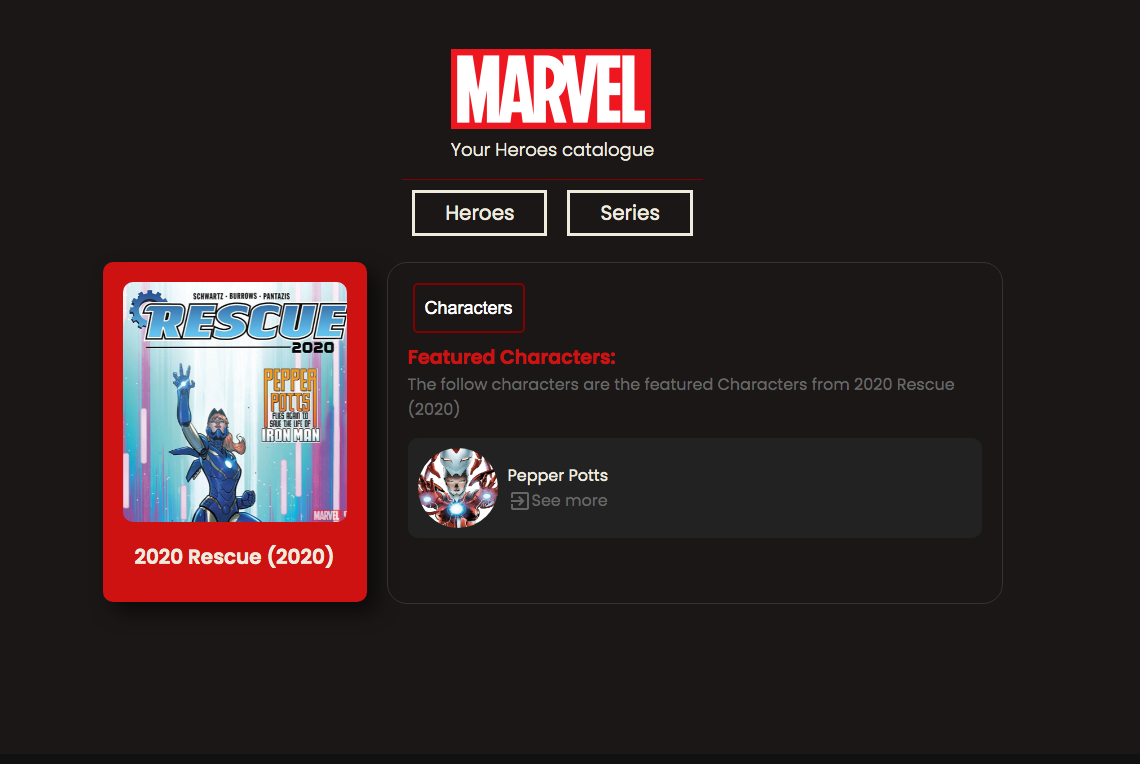 MARVEL
Your Heroes catalogue
Heroes
Series
SCHWARTZ · BURROWS · PANTAZIS
RESCUE
2020
PEPPER
POTTS
FLIES AGAIN TO
SAVE THE LIFE OF
IRON MAN
MARVEL
2020 Rescue (2020)
Characters
Featured Characters:
The follow characters are the featured Characters from 2020 Rescue
(2020)
Pepper Potts
See more